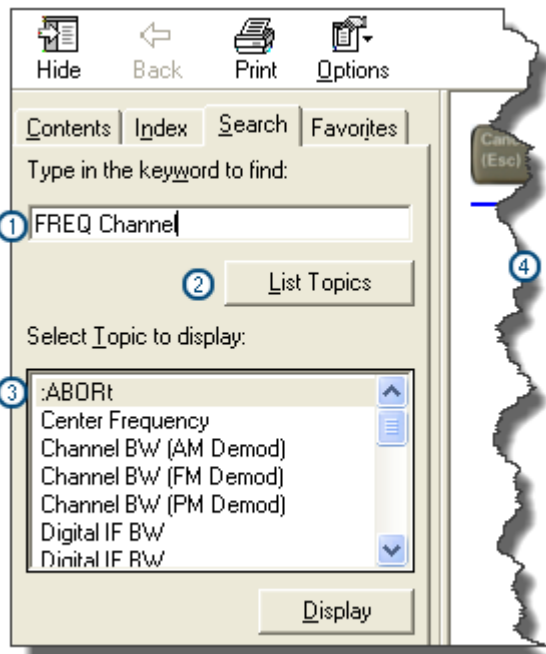 Hide Back Print Options
Contents Index Search Favorites
Type in the keyword to find:
1 FREQ Channel
2 List Topics
Select Topic to display:
3 :ABORt
Center Frequency
Channel BW (AM Demod)
Channel BW (FM Demod)
Channel BW (PM Demod)
Digital IF BW
Digital IF BW
Display
(Esc)
4